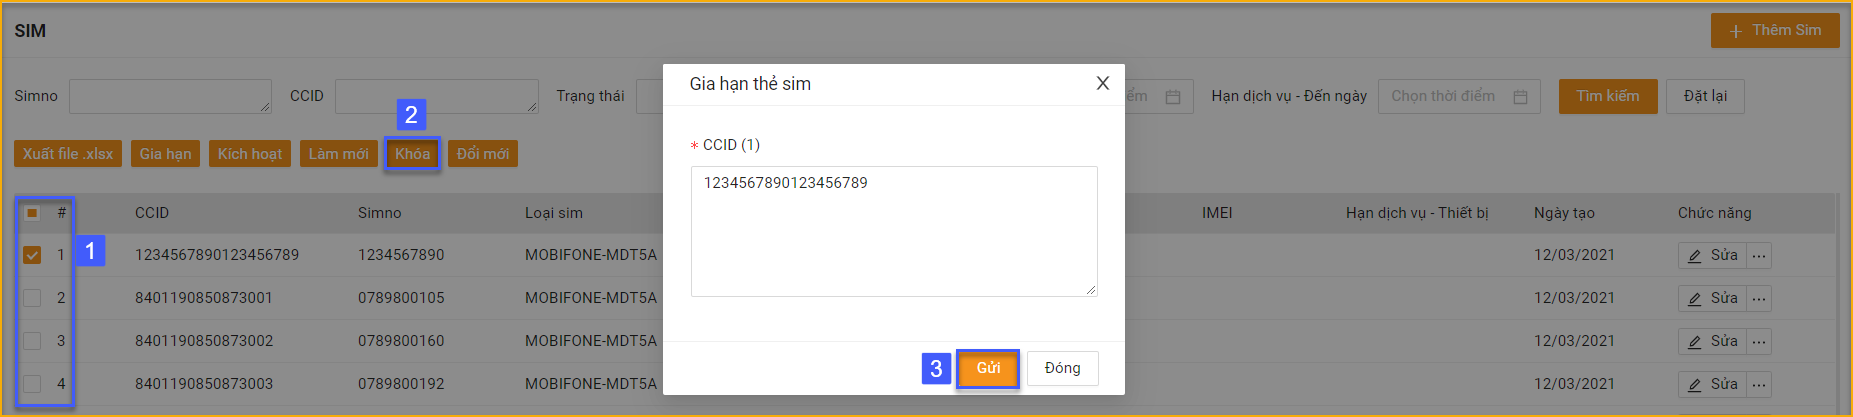 SIM
+ Thêm Sim
Simno CCID Trạng thái ểm Hạn dịch vụ - Đến ngày Chọn thời điểm Tìm kiếm Đặt lại
2
Xuất file .xlsx Gia hạn Kích hoạt Làm mới Khóa Đổi mới
# CCID Simno Loại sim IMEI Hạn dịch vụ - Thiết bị Ngày tạo Chức năng
1
1 1234567890123456789 1234567890 MOBIFONE-MDT5A 12/03/2021 Sửa ...
2 8401190850873001 0789800105 MOBIFONE-MDT5A 12/03/2021 Sửa ...
3 8401190850873002 0789800160 MOBIFONE-MDT5A 12/03/2021 Sửa ...
4 8401190850873003 0789800192 MOBIFONE-MDT5A 12/03/2021 Sửa ...
Gia hạn thẻ sim X
* CCID (1)
1234567890123456789
3 Gửi Đóng